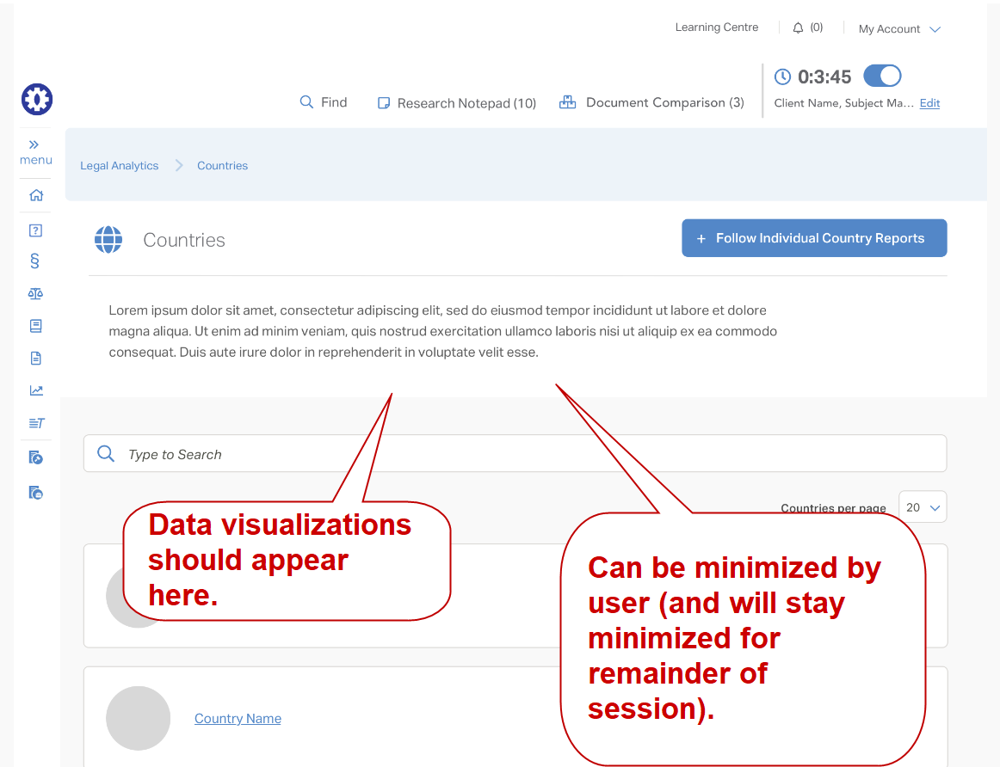 Learning Centre (0) My Account
0:3:45
Find Research Notepad (10) Document Comparison (3)
Client Name, Subject Ma... Edit
menu
Legal Analytics Countries
Countries
+ Follow Individual Country Reports
Lorem ipsum dolor sit amet, consectetur adipiscing elit, sed do eiusmod tempor incididunt ut labore et dolore
magna aliqua. Ut enim ad minim veniam, quis nostrud exercitation ullamco laboris nisi ut aliquip ex ea commodo
consequat. Duis aute irure dolor in reprehenderit in voluptate velit esse.
Type to Search
Countries per page 20
Data visualizations
should appear
here.
Can be minimized by
user (and will stay
minimized for
remainder of
session).
Country Name